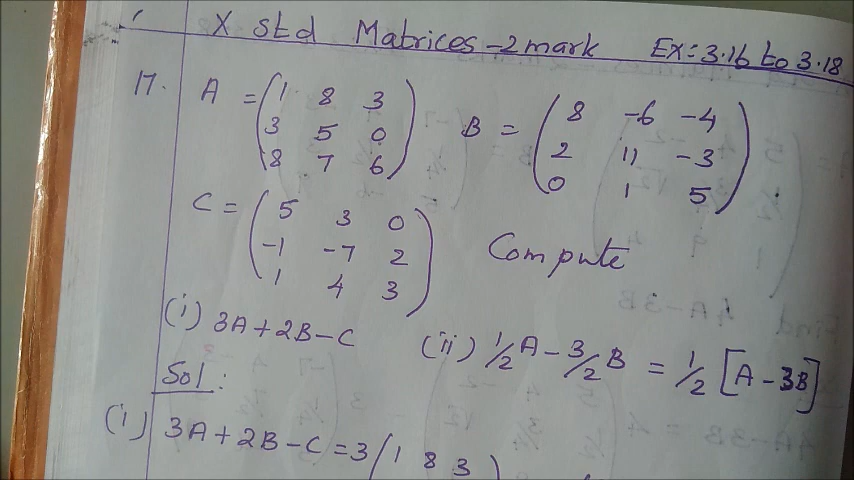 X Std Matrices - 2 mark Ex: 3.16 to 3.18
17. A = ( 1 8 3
3 5 0
8 7 6 )
B = ( 8 -6 -4
2 11 -3
0 1 5 )
C = ( 5 3 0
-1 -7 2
1 4 3 )
Compute
(i) 3A + 2B - C
(ii) 1/2 A - 3/2 B = 1/2 [A - 3B]
Sol :
(i) 3A + 2B - C = 3 ( 1 8 3 )